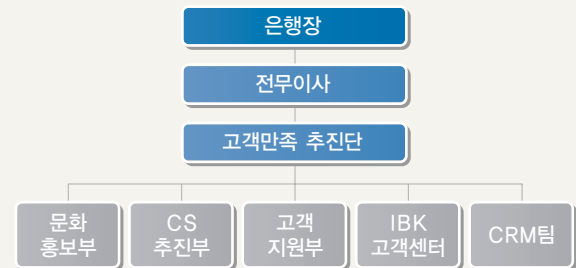 은행장
전무이사
고객만족 추진단
문화
홍보부
CS
추진부
고객
지원부
IBK
고객센터
CRM팀